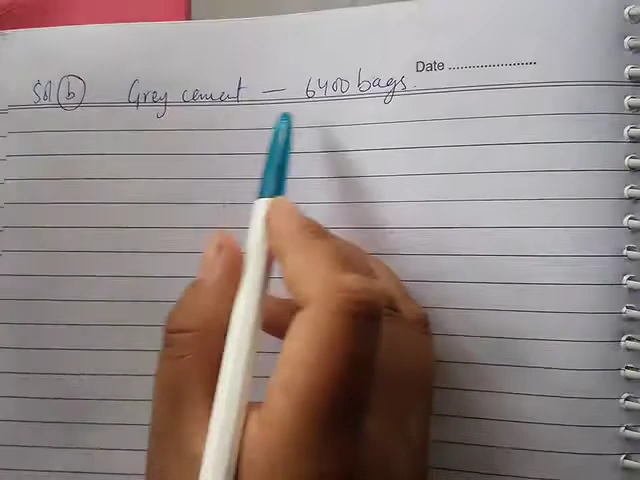 Date ........................
Sol (b) Grey cement — 6400 bags.